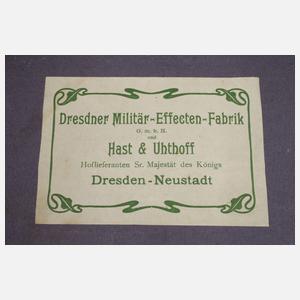 Dresdner Militär-Effecten-Fabrik
G. m. b. H.
und
Hast & Uhthoff
Hoflieferanten Sr. Majestät des Königs
Dresden-Neustadt